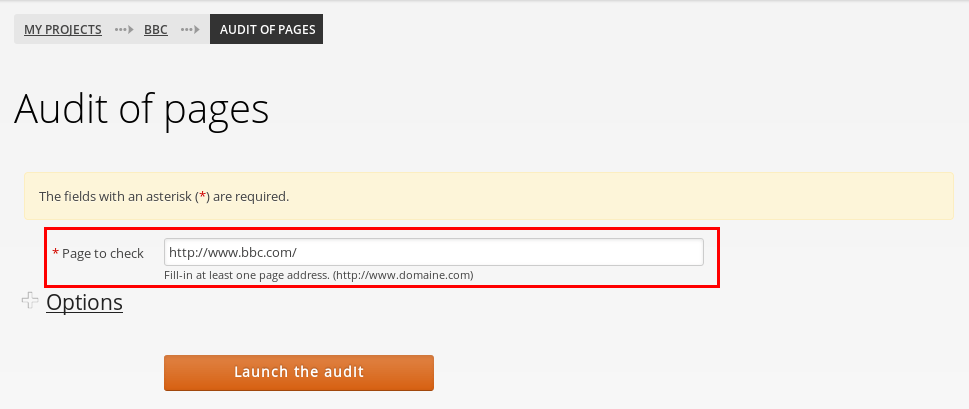 MY PROJECTS BBC AUDIT OF PAGES
Audit of pages
The fields with an asterisk (*) are required.
* Page to check http://www.bbc.com/
Fill-in at least one page address. (http://www.domaine.com)
Options
Launch the audit